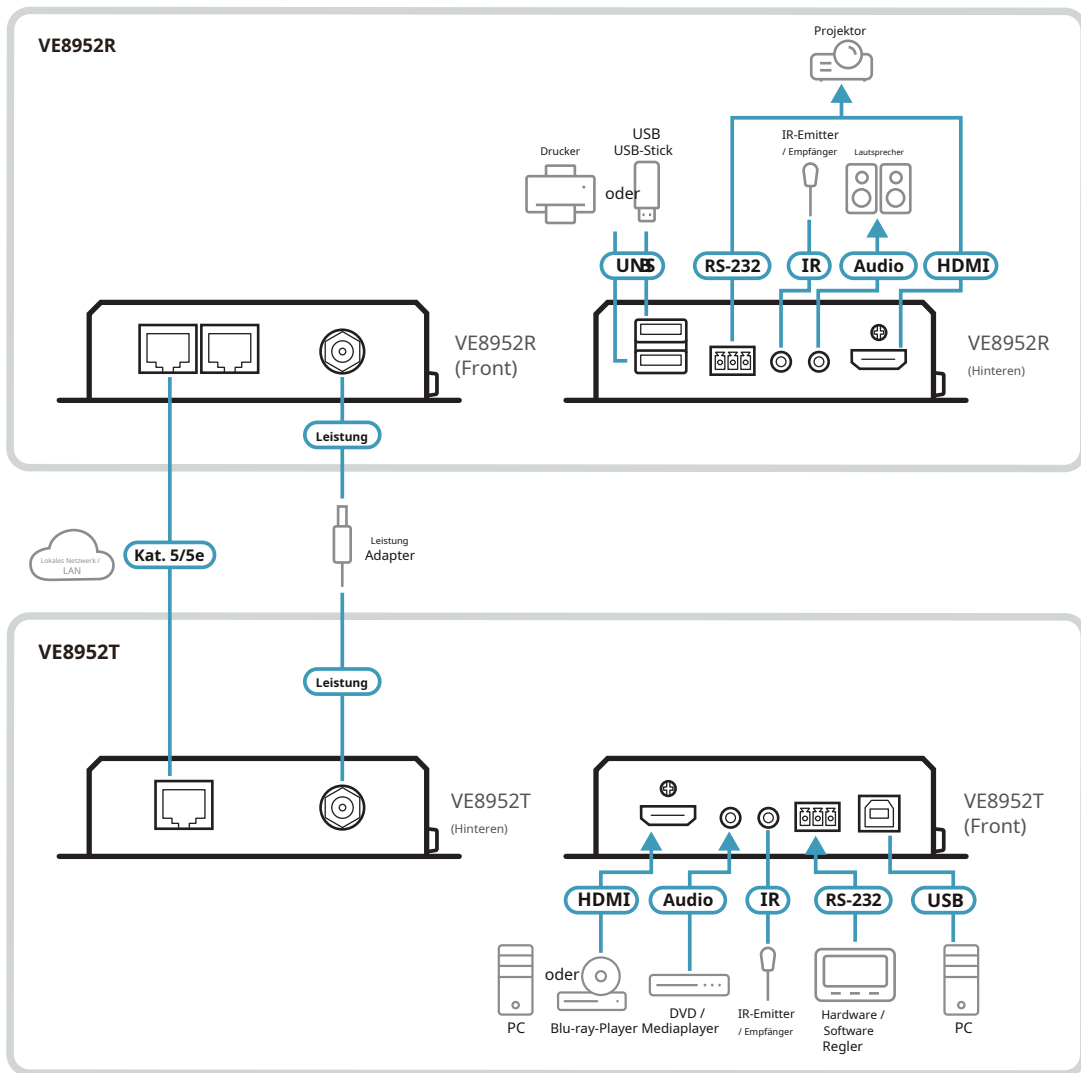 VE8952R
Projektor
USB
USB-Stick
IR-Emitter
/ Empfänger
Drucker
Lautsprecher
oder
RS-232
IR
Audio
HDMI
VE8952R
(Front)
VE8952R
(Hinteren)
Leistung
Lokales Netzwerk /
LAN
Kat. 5/5e
Leistung
Adapter
VE8952T
Leistung
VE8952T
(Hinteren)
VE8952T
(Front)
HDMI
Audio
IR
RS-232
USB
oder
PC
Blu-ray-Player
DVD /
Mediaplayer
IR-Emitter
/ Empfänger
Hardware /
Software
Regler
PC